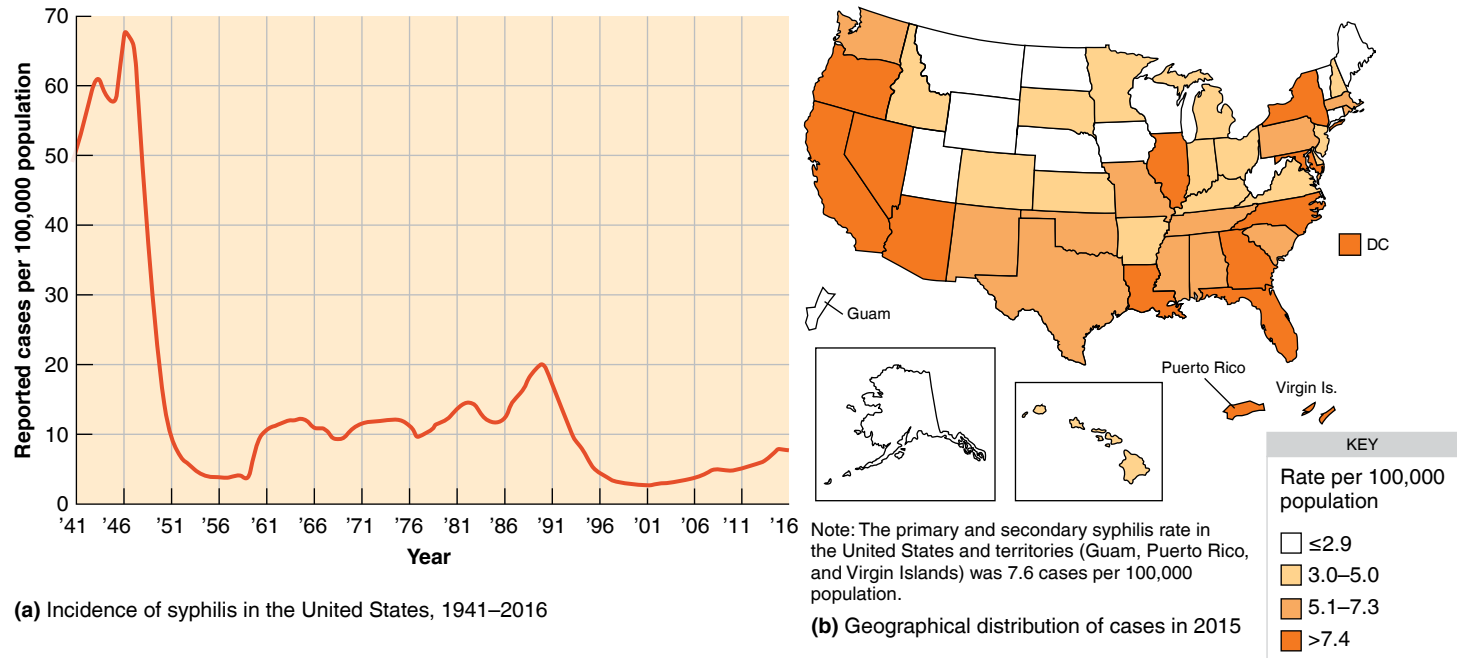 Reported cases per 100,000 population
70
60
50
40
30
20
10
0
'41 '46 '51 '56 '61 '66 '71 '76 '81 '86 '91 '96 '01 '06 '11 '16
Year
(a) Incidence of syphilis in the United States, 1941–2016
DC
Guam
Puerto Rico
Virgin Is.
Note: The primary and secondary syphilis rate in
the United States and territories (Guam, Puerto Rico,
and Virgin Islands) was 7.6 cases per 100,000
population.
(b) Geographical distribution of cases in 2015
KEY
Rate per 100,000
population
≤2.9
3.0–5.0
5.1–7.3
>7.4